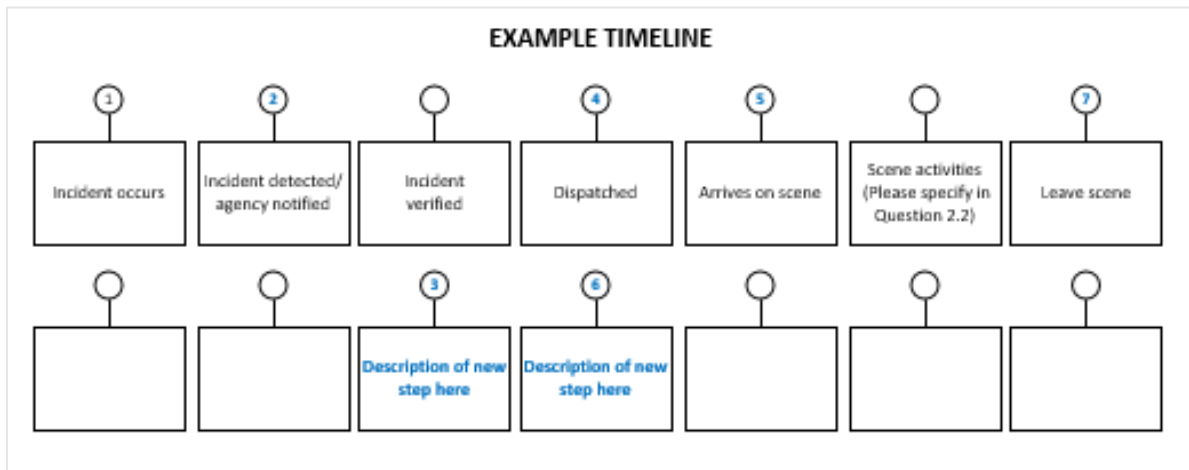 EXAMPLE TIMELINE
1
2
4
5
7
Incident occurs
Incident detected/
agency notified
Incident
verified
Dispatched
Arrives on scene
Scene activities
(Please specify in
Question 2.2)
Leave scene
3
6
Description of new
step here
Description of new
step here